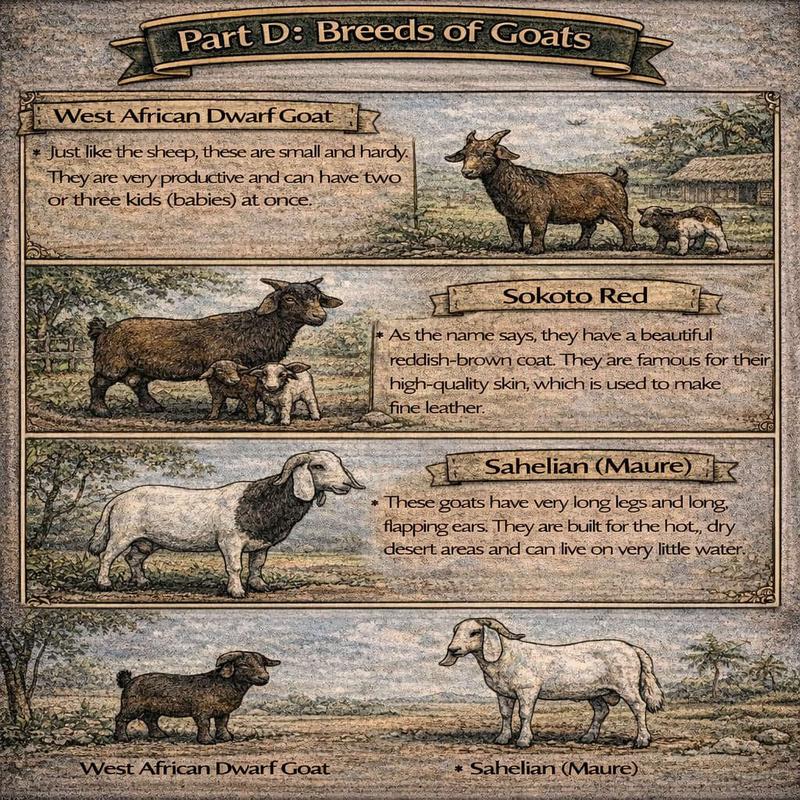 Part D: Breeds of Goats
West African Dwarf Goat
* Just like the sheep, these are small and hardy.
They are very productive and can have two
or three kids (babies) at once.
Sokoto Red
* As the name says, they have a beautiful
reddish-brown coat. They are famous for their
high-quality skin, which is used to make
fine leather.
Sahelian (Maure)
* These goats have very long legs and long,
flapping ears. They are built for the hot,, dry
desert areas and can live on very little water.
West African Dwarf Goat
* Sahelian (Maure)